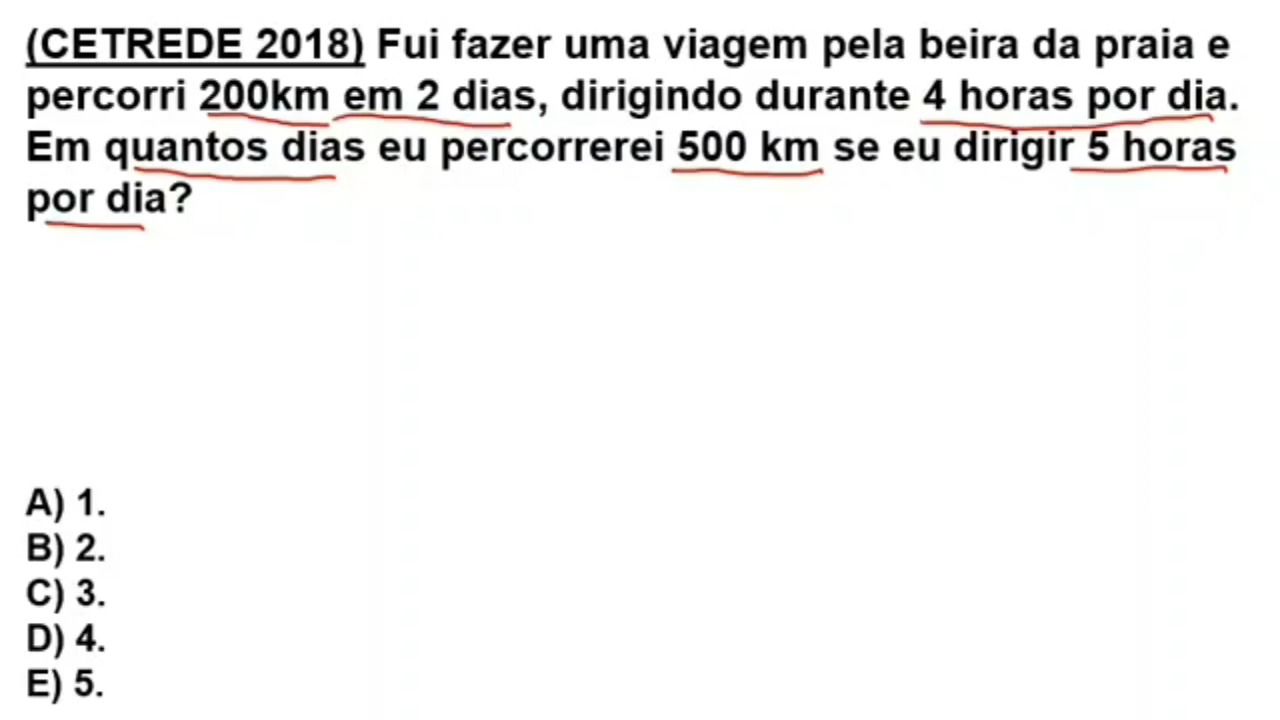 (CETREDE 2018) Fui fazer uma viagem pela beira da praia e
percorri 200km em 2 dias, dirigindo durante 4 horas por dia.
Em quantos dias eu percorrerei 500 km se eu dirigir 5 horas
por dia?
A) 1.
B) 2.
C) 3.
D) 4.
E) 5.